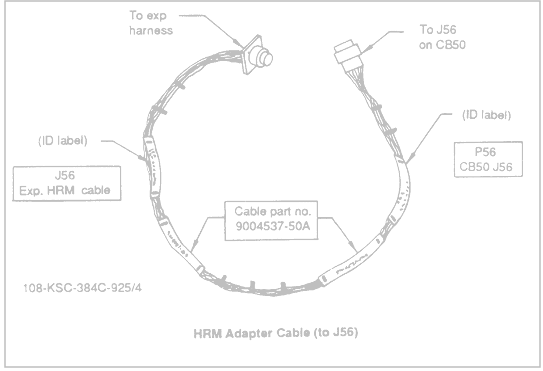 To exp
harness
To J56
on CB50
(ID label)
(ID label)
J56
Exp. HRM cable
P56
CB50 J56
Cable part no.
9004537-50A
108-KSC-384C-925/4
HRM Adapter Cable (to J56)